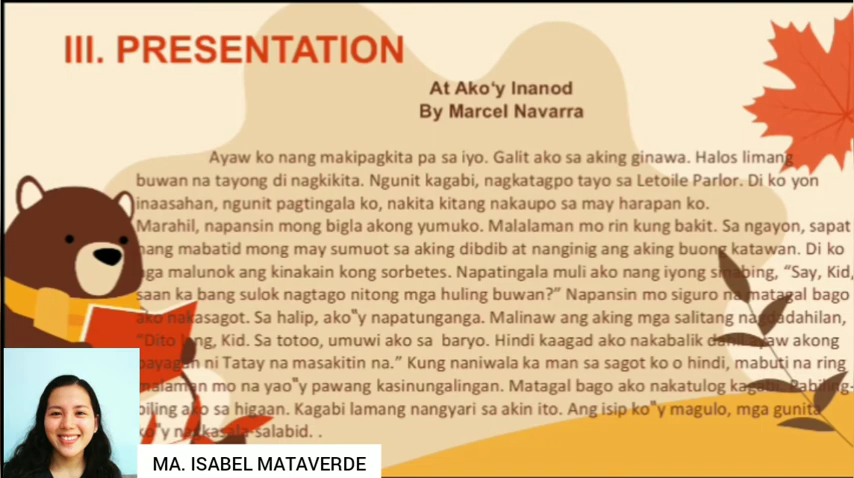 III. PRESENTATION
At Ako‘y Inanod
By Marcel Navarra
Ayaw ko nang makipagkita pa sa iyo. Galit ako sa aking ginawa. Halos limang
buwan na tayong di nagkikita. Ngunit kagabi, nagkatagpo tayo sa Letoile Parlor. Di ko yon
inaasahan, ngunit pagtingala ko, nakita kitang nakaupo sa may harapan ko.
Marahil, napansin mong bigla akong yumuko. Malalaman mo rin kung bakit. Sa ngayon, sapat
nang mabatid mong may sumuot sa aking dibdib at nanginig ang aking buong katawan. Di ko
nga malunok ang kinakain kong sorbetes. Napatingala muli ako nang iyong sinabing, “Say, Kid,
saan ka bang sulok nagtago nitong mga huling buwan?” Napansin mo siguro na matagal bago
ako nakasagot. Sa halip, ako‟y napatunganga. Malinaw ang aking mga salitang nagdadahilan,
“Dito lang, Kid. Sa totoo, umuwi ako sa baryo. Hindi kaagad ako nakabalik dahil ayaw akong
payagan ni Tatay na masakitin na.” Kung naniwala ka man sa sagot ko o hindi, mabuti na ring
malaman mo na yao‟y pawang kasinungalingan. Matagal bago ako nakatulog kagabi. Pabiling-
biling ako sa higaan. Kagabi lamang nangyari sa akin ito. Ang isip ko‟y magulo, mga gunita
ko‟y nagkasala-salabid. .
MA. ISABEL MATAVERDE